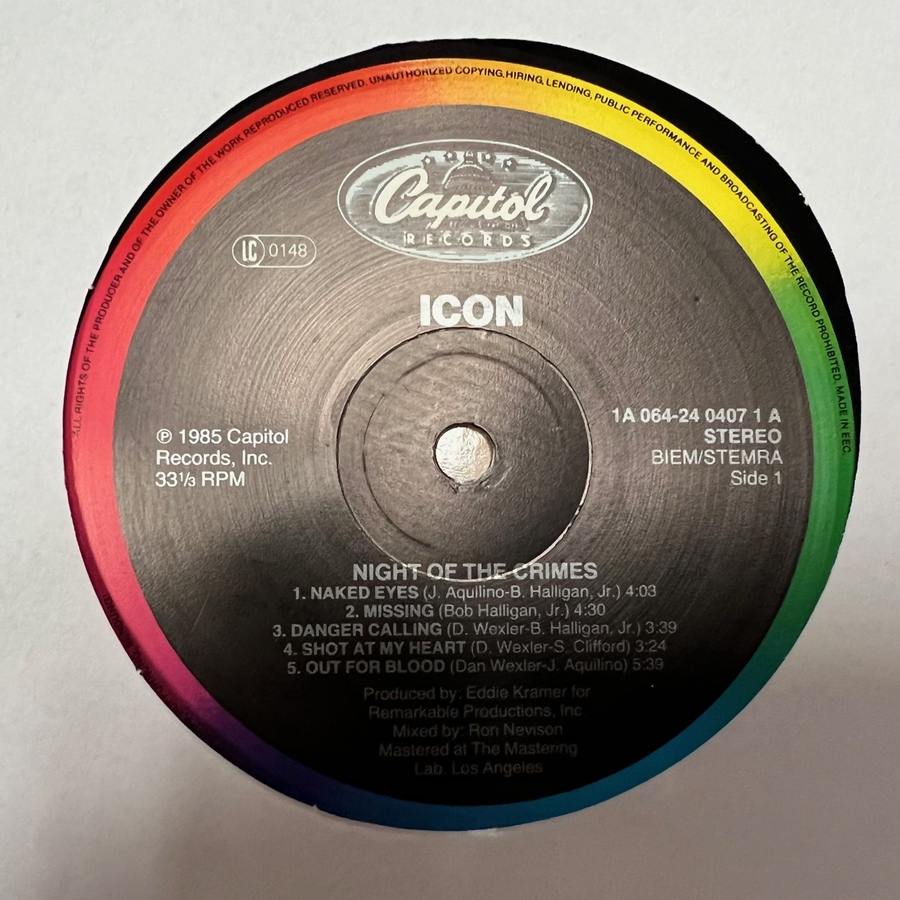 ALL RIGHTS OF THE PRODUCER AND OF THE OWNER OF THE WORK REPRODUCED RESERVED. UNAUTHORIZED COPYING, HIRING, LENDING, PUBLIC PERFORMANCE AND BROADCASTING OF THE RECORD PROHIBITED. MADE IN EEC.
Capitol
RECORDS
LC 0148
ICON
℗ 1985 Capitol
Records, Inc.
33⅓ RPM
1A 064-24 0407 1 A
STEREO
BIEM/STEMRA
Side 1
NIGHT OF THE CRIMES
1. NAKED EYES (J. Aquilino-B. Halligan, Jr.) 4:03
2. MISSING (Bob Halligan, Jr.) 4:30
3. DANGER CALLING (D. Wexler-B. Halligan, Jr.) 3:39
4. SHOT AT MY HEART (D. Wexler-S. Clifford) 3:24
5. OUT FOR BLOOD (Dan Wexler-J. Aquilino) 5:39
Produced by: Eddie Kramer for
Remarkable Productions, Inc.
Mixed by: Ron Nevison
Mastered at The Mastering
Lab. Los Angeles